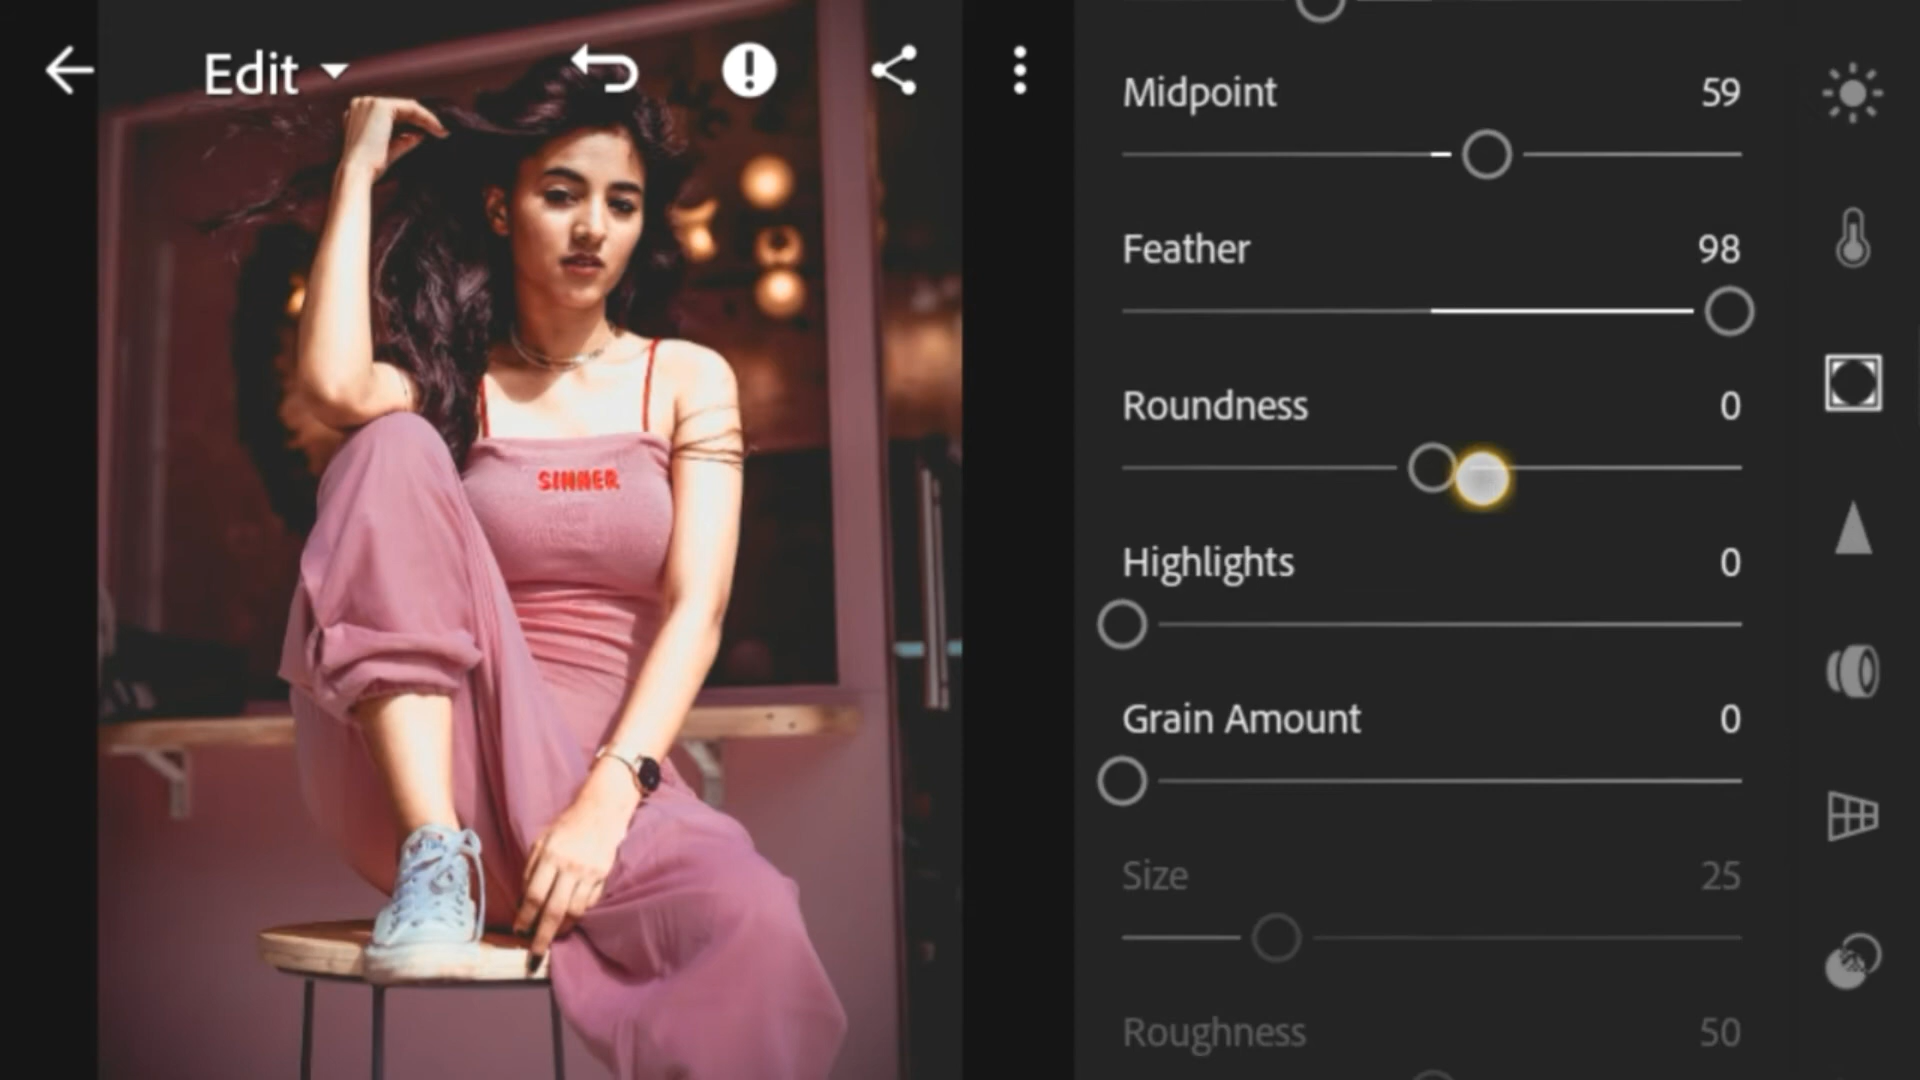 Edit
SINNER
Midpoint 59
Feather 98
Roundness 0
Highlights 0
Grain Amount 0
Size 25
Roughness 50